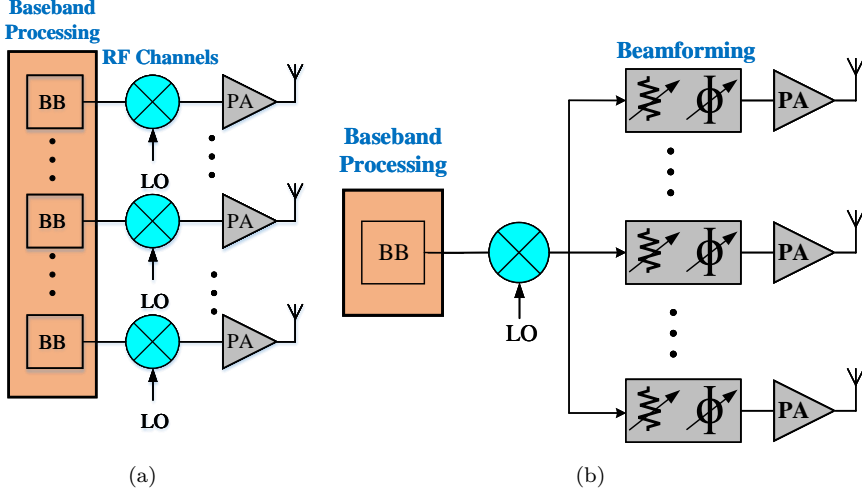 Baseband
Processing
RF Channels
BB
PA
LO
BB
PA
LO
BB
PA
LO
(a)
Baseband
Processing
BB
LO
Beamforming
ϕ
PA
ϕ
PA
ϕ
PA
(b)